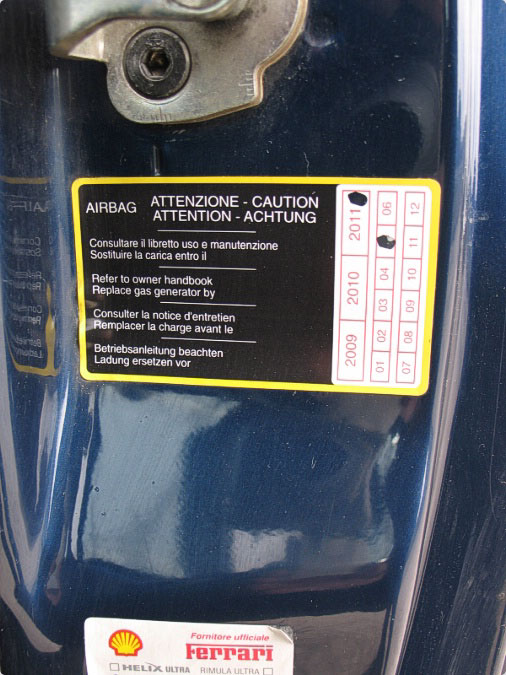 AIRBAG ATTENZIONE - CAUTION
ATTENTION - ACHTUNG
Consultare il libretto uso e manutenzione
Sostituire la carica entro il
Refer to owner handbook
Replace gas generator by
Consulter la notice d'entretien
Remplacer la charge avant le
Betriebsanleitung beachten
Ladung ersetzen vor
2009 2010 2011
01 02 03 04 06
07 08 09 10 11 12
Fornitore ufficiale
Ferrari
HELIX ULTRA RIMULA ULTRA